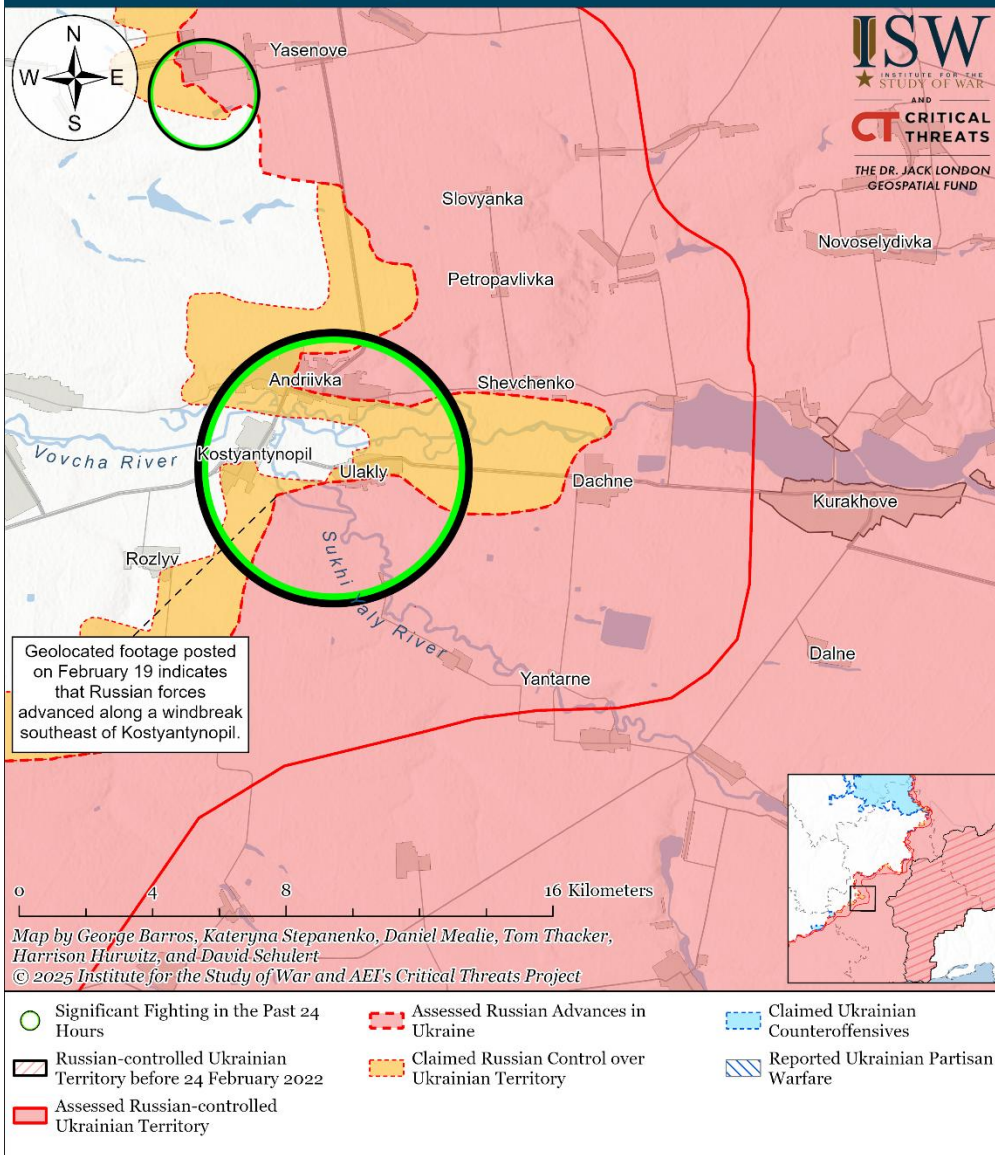 N
W E
S
Yasenove
ISW
INSTITUTE FOR THE
STUDY OF WAR
AND
CT CRITICAL
THREATS
THE DR. JACK LONDON
GEOSPATIAL FUND
Slovyanka
Novoselydivka
Petropavlivka
Andriivka
Shevchenko
Vovcha River
Kostyantynopil
Ulakly
Dachne
Kurakhove
Rozlyv
Sukhi Yaly River
Geolocated footage posted
on February 19 indicates
that Russian forces
advanced along a windbreak
southeast of Kostyantynopil.
Dalne
Yantarne
0 4 8 16 Kilometers
Map by George Barros, Kateryna Stepanenko, Daniel Mealie, Tom Thacker,
Harrison Hurwitz, and David Schulert
© 2025 Institute for the Study of War and AEI's Critical Threats Project
Significant Fighting in the Past 24
Hours
Russian-controlled Ukrainian
Territory before 24 February 2022
Assessed Russian-controlled
Ukrainian Territory
Assessed Russian Advances in
Ukraine
Claimed Russian Control over
Ukrainian Territory
Claimed Ukrainian
Counteroffensives
Reported Ukrainian Partisan
Warfare